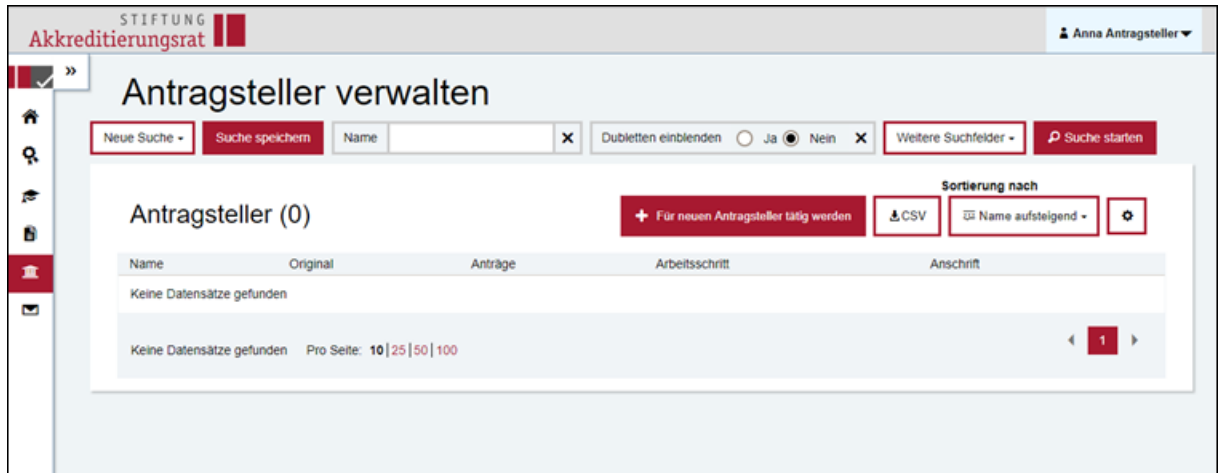 STIFTUNG
Akkreditierungsrat
Anna Antragsteller
»
Antragsteller verwalten
Neue Suche
Suche speichern
Name
Dubletten einblenden Ja Nein
Weitere Suchfelder
Suche starten
Sortierung nach
Antragsteller (0)
Für neuen Antragsteller tätig werden
CSV
Name aufsteigend
Name Original Anträge Arbeitsschritt Anschrift
Keine Datensätze gefunden
Keine Datensätze gefunden Pro Seite: 10|25|50|100
1